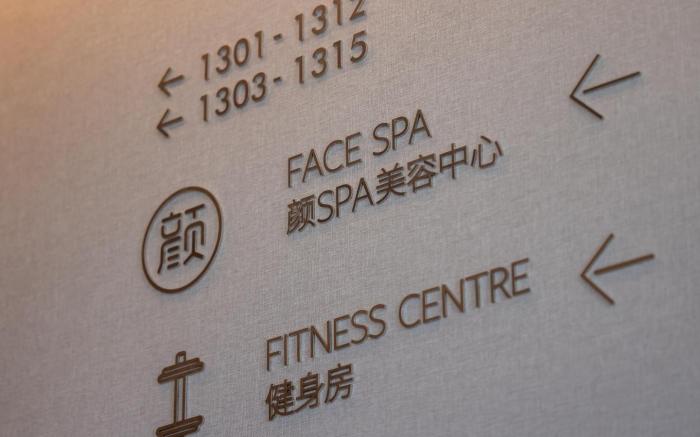 ← 1301 - 1312
← 1303 - 1315
FACE SPA ←
颜SPA美容中心
颜
FITNESS CENTRE ←
健身房